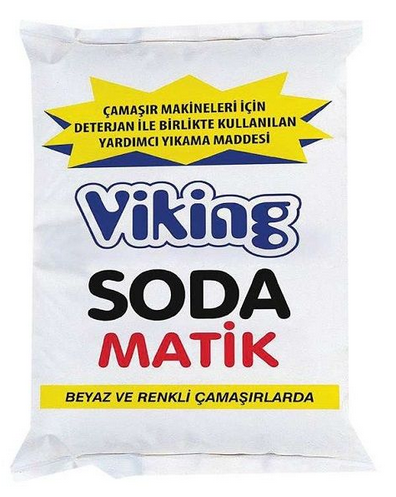 ÇAMAŞIR MAKİNELERİ İÇİN
DETERJAN İLE BİRLİKTE KULLANILAN
YARDIMCI YIKAMA MADDESİ
Viking
SODA
MATİK
BEYAZ VE RENKLİ ÇAMAŞIRLARDA